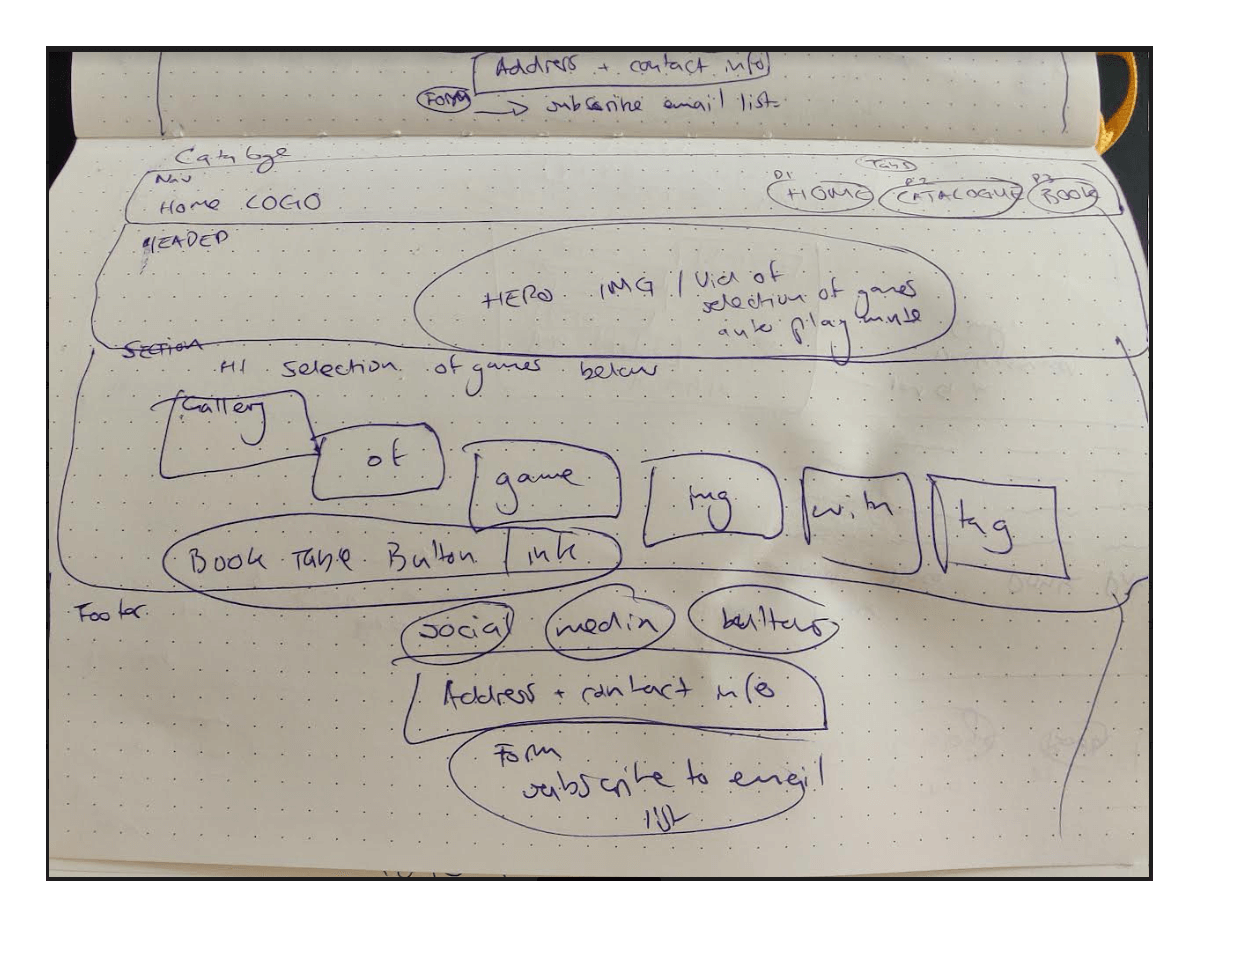 Address + contact info
Form → subscribe email list
Catalogue
Nav
Home LOGO
P1 HOME
P2 CATALOGUE
P3 BOOK
HEADER
HERO IMG / Vid of
selection of games
auto play mute
Section
H1 selection of games below
Gallery of game img with tag
Book Table Button / link
Footer
social media buttons
Address + contact info
Form
subscribe to email
list